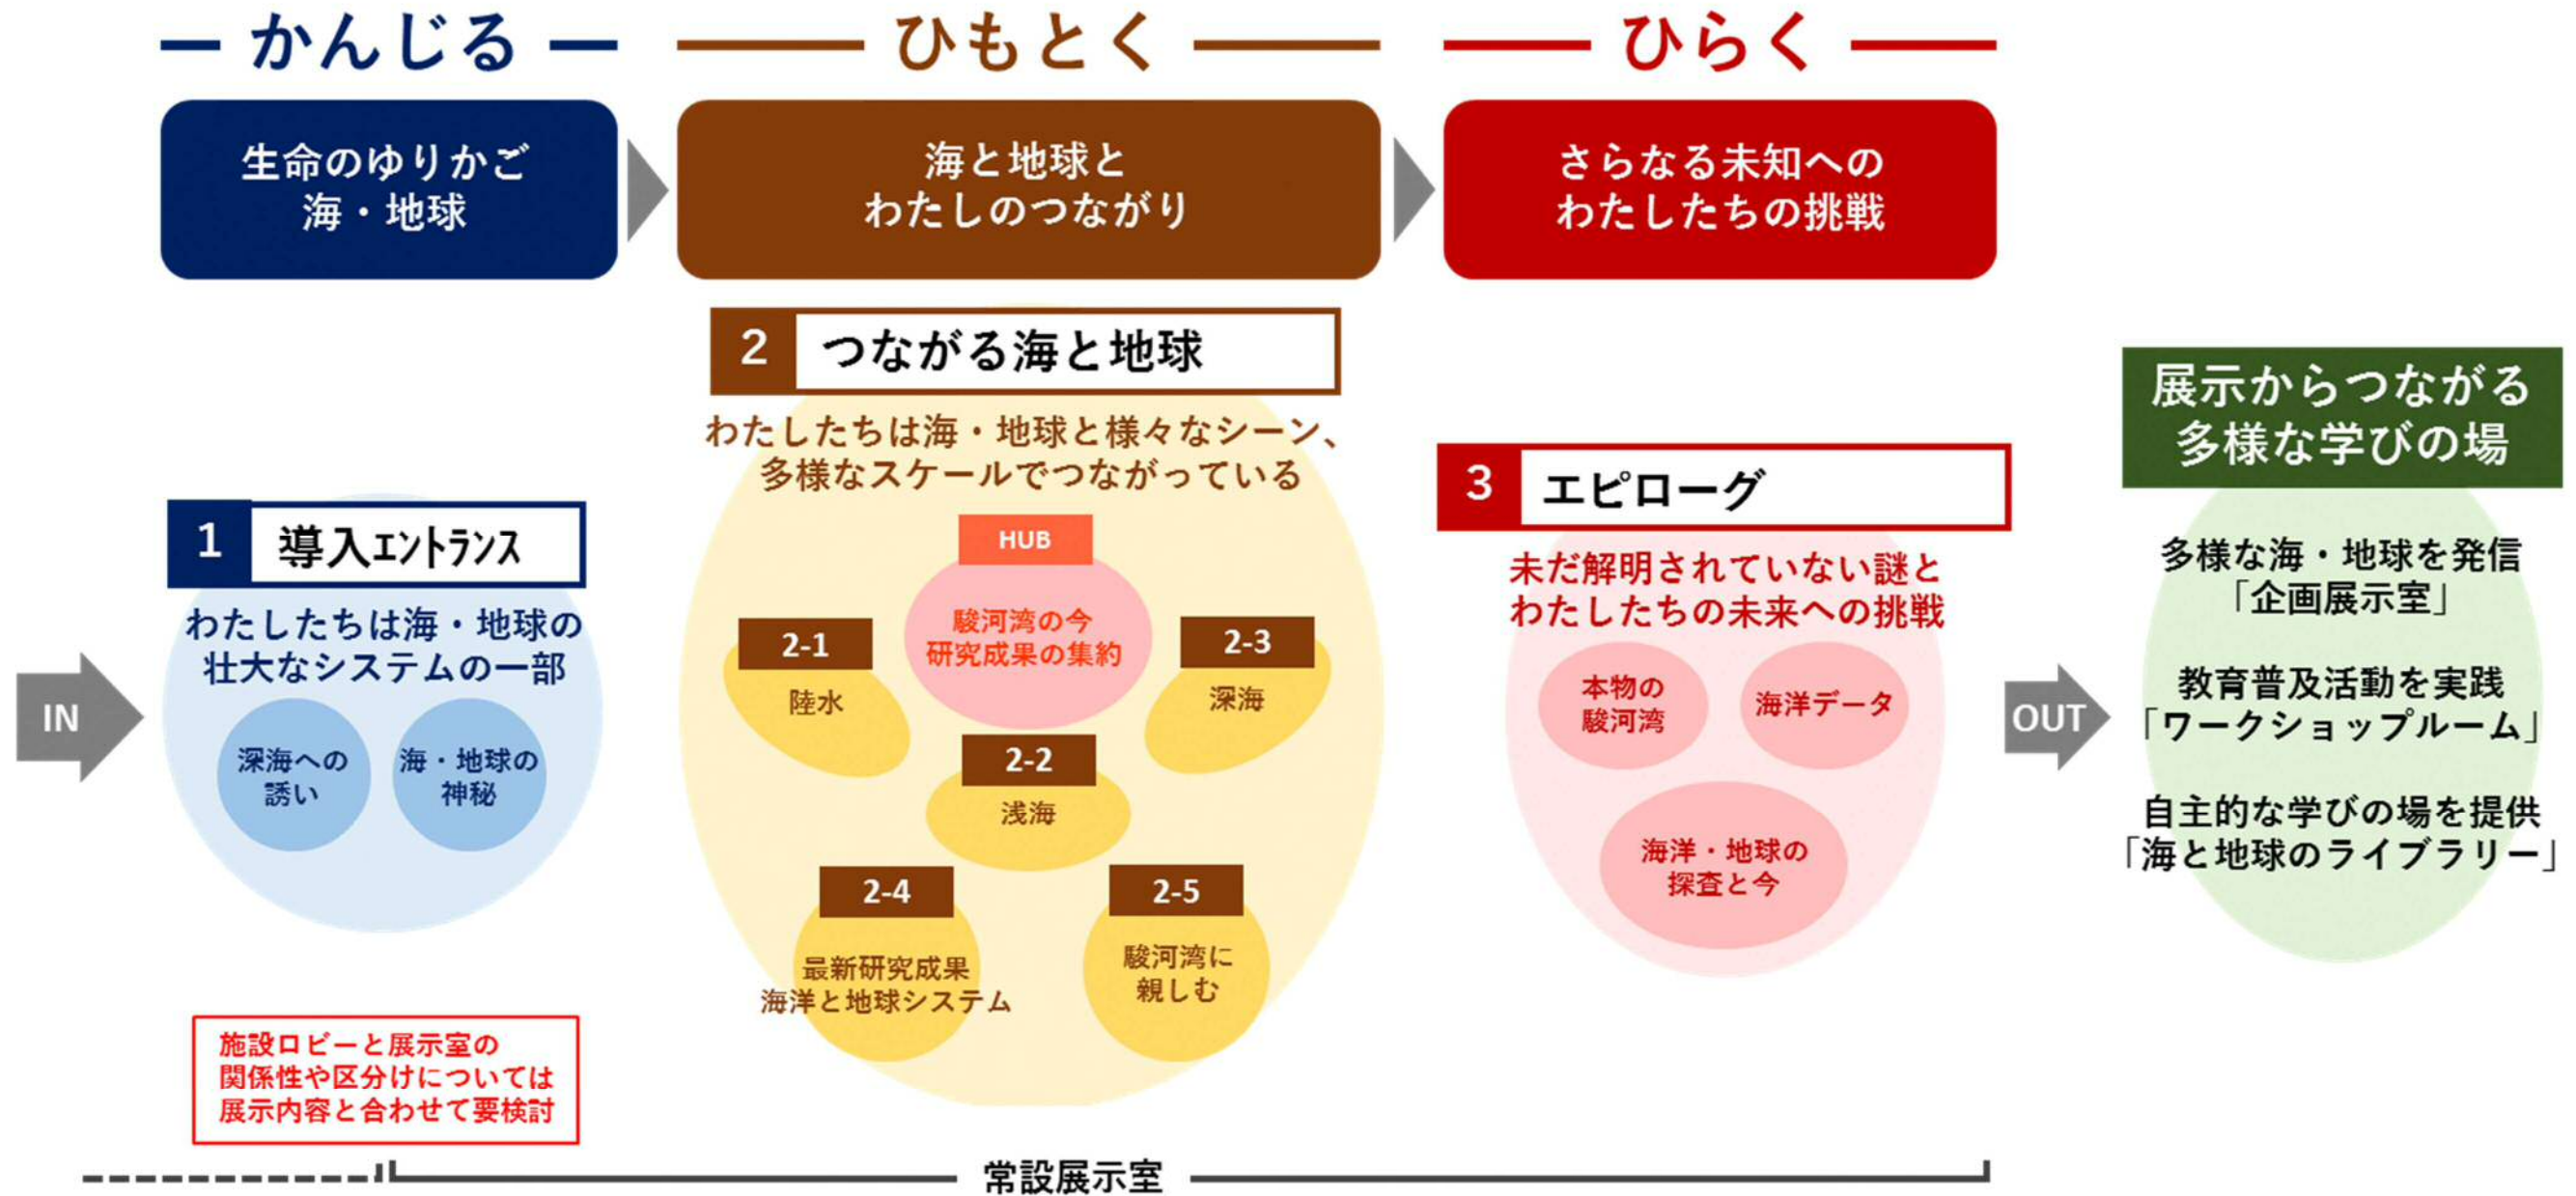 かんじる
ひもとく
ひらく
生命のゆりかご
海・地球
海と地球と
わたしのつながり
さらなる未知への
わたしたちの挑戦
1 導入エントランス
わたしたちは海・地球の
壮大なシステムの一部
IN
深海への
誘い
海・地球の
神秘
施設ロビーと展示室の
関係性や区分けについては
展示内容と合わせて要検討
2 つながる海と地球
わたしたちは海・地球と様々なシーン、
多様なスケールでつながっている
HUB
駿河湾の今
研究成果の集約
2-1
陸水
2-3
深海
2-2
浅海
2-4
最新研究成果
海洋と地球システム
2-5
駿河湾に
親しむ
3 エピローグ
未だ解明されていない謎と
わたしたちの未来への挑戦
本物の
駿河湾
海洋データ
海洋・地球の
探査と今
OUT
展示からつながる
多様な学びの場
多様な海・地球を発信
「企画展示室」
教育普及活動を実践
「ワークショップルーム」
自主的な学びの場を提供
「海と地球のライブラリー」
常設展示室